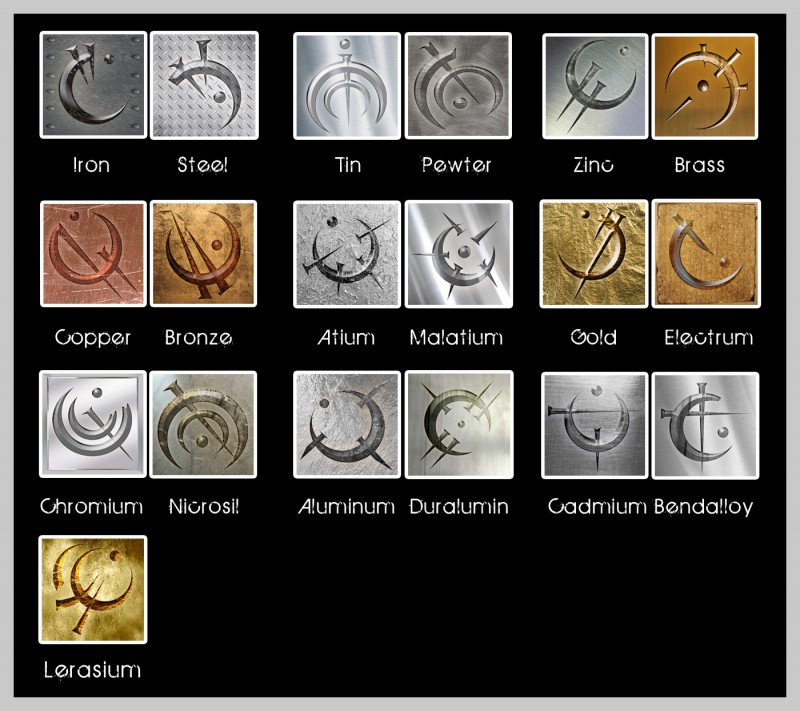 Iron Steel Tin Pewter Zinc Brass
Copper Bronze Atium Malatium Gold Electrum
Chromium Nicrosil Aluminum Duralumin Cadmium Bendalloy
Lerasium